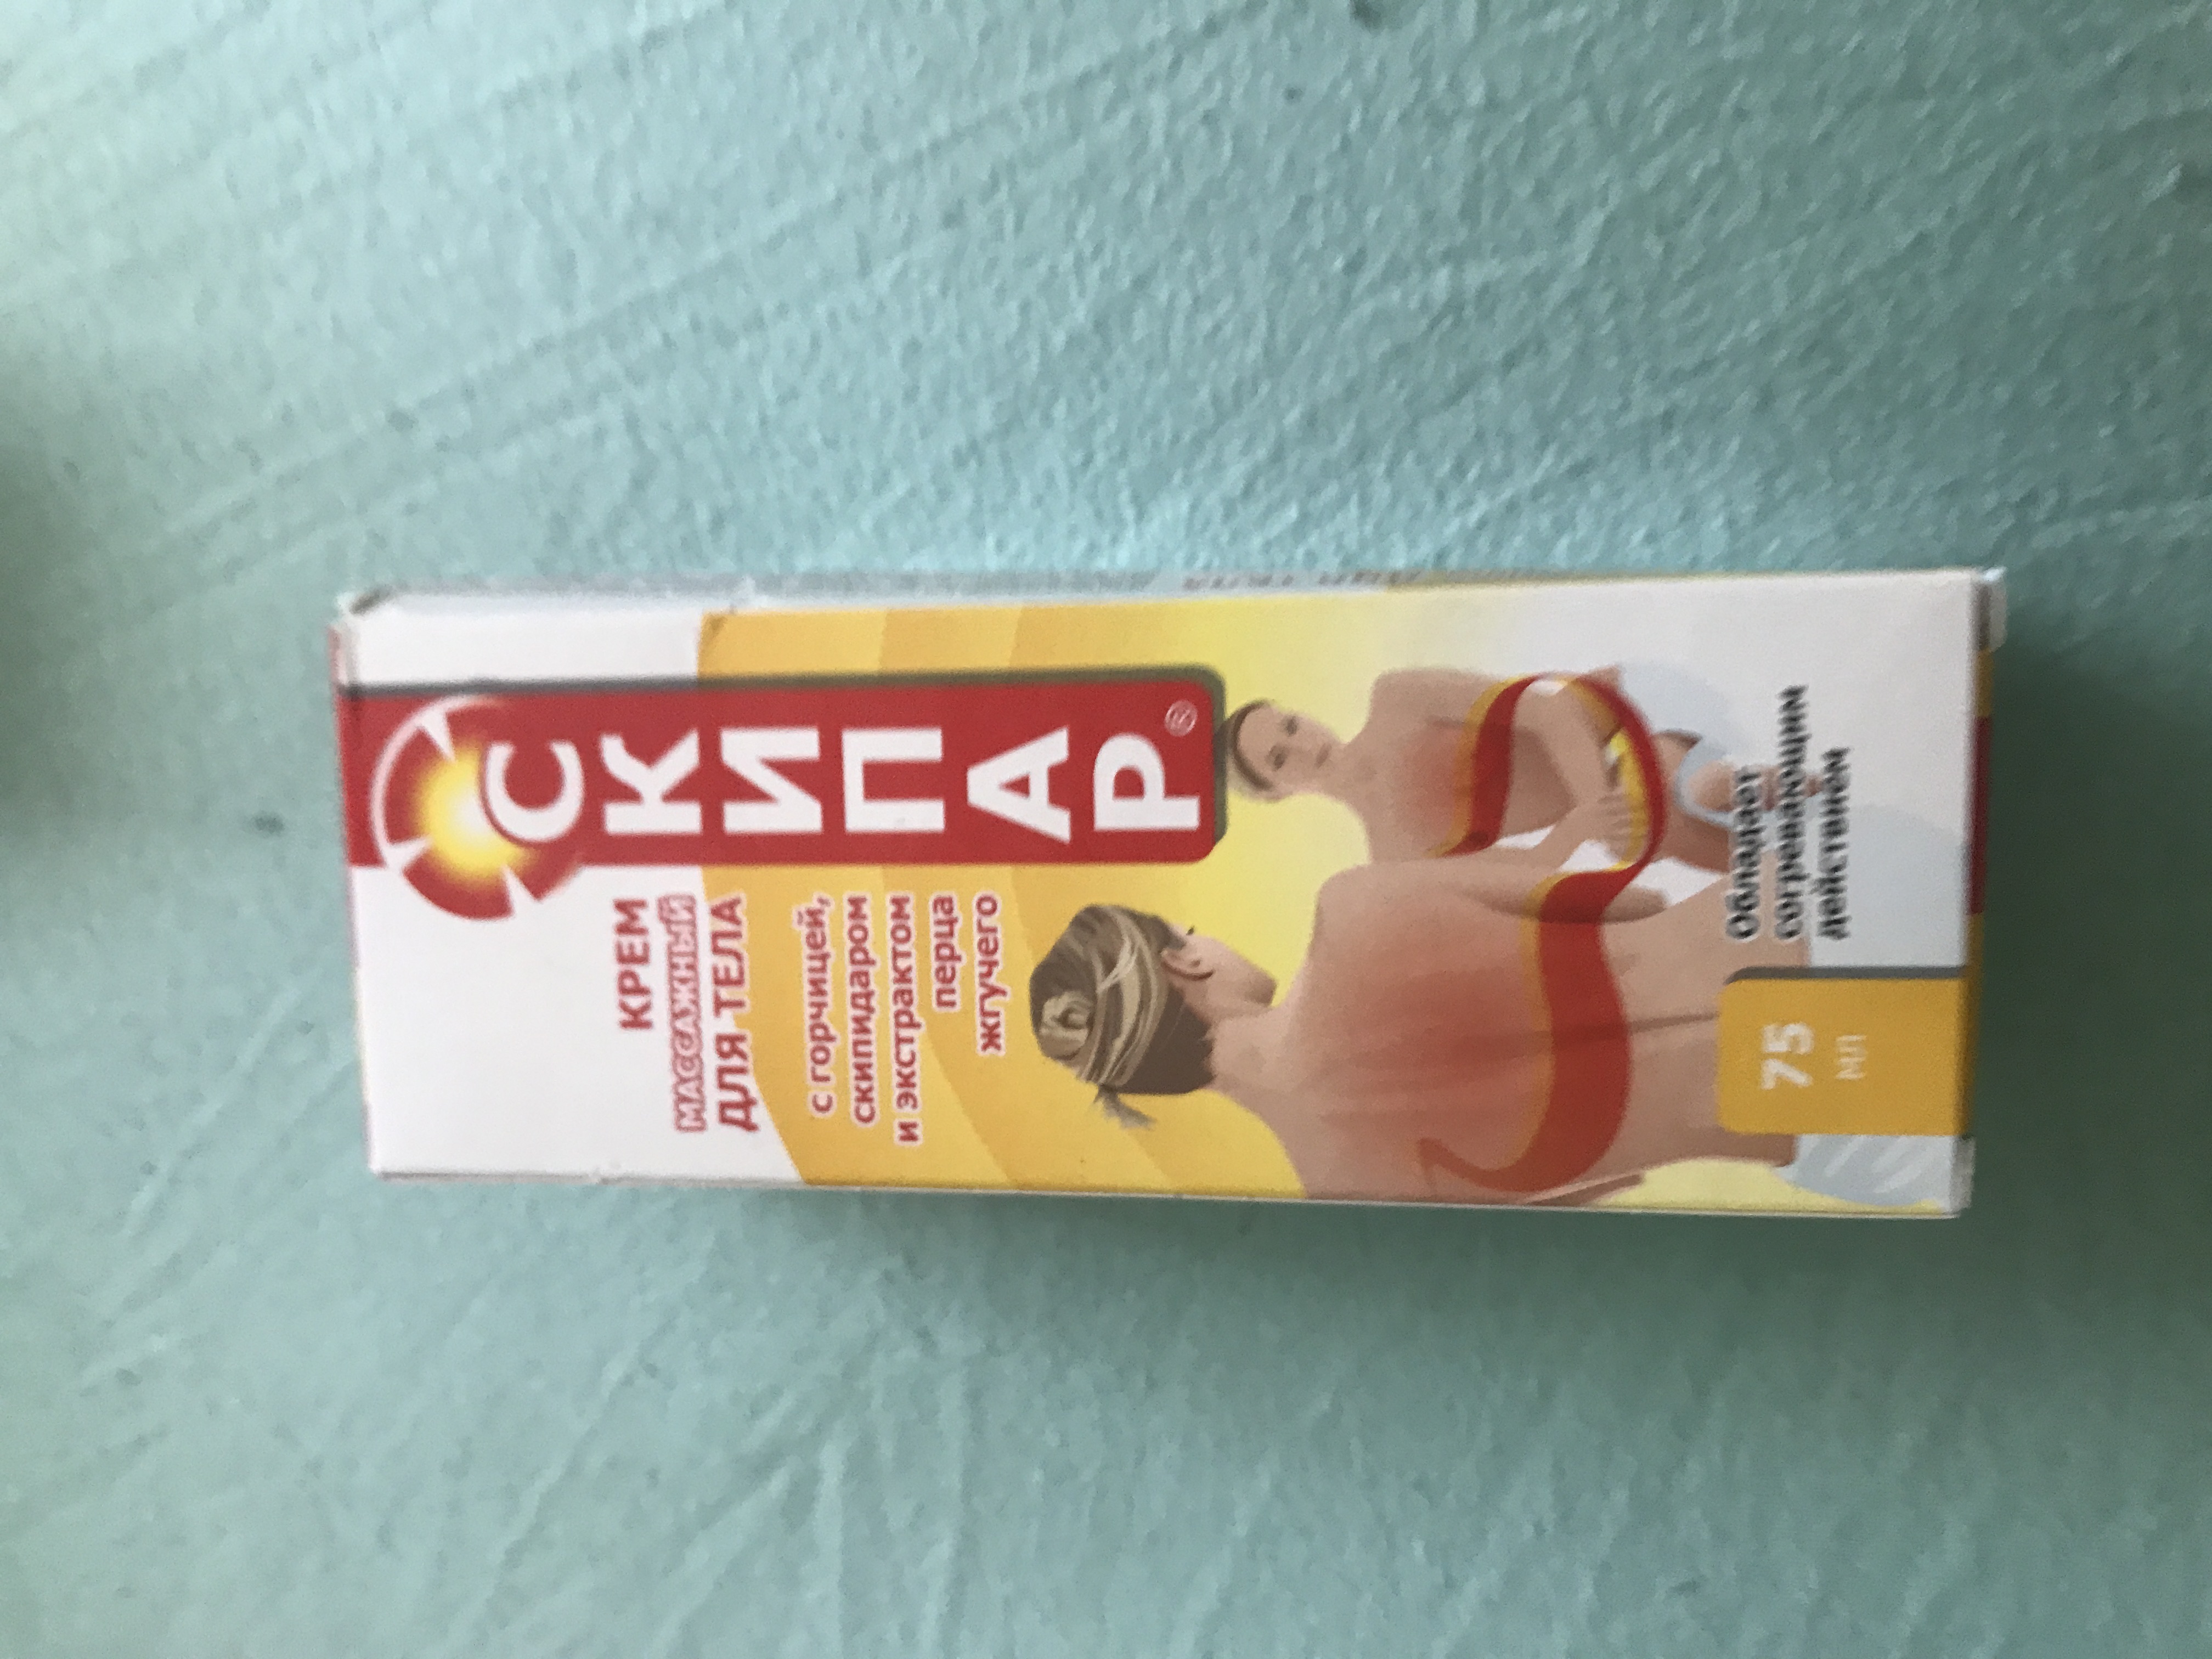 СКИПАР®
КРЕМ
МАССАЖНЫЙ
ДЛЯ ТЕЛА
с горчицей,
скипидаром
и экстрактом
перца
жгучего
Обладает
согревающим
действием
75
мл